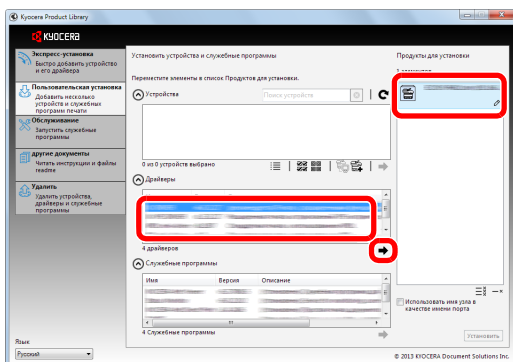 Kyocera Product Library
KYOCERA
Экспресс-установка
Быстро добавить устройство
и его драйвера
Пользовательская установка
Добавить несколько
устройств и служебных
программ печати
Обслуживание
Запустить служебные
программы
другие документы
Читать инструкции и файлы
readme
Удалить
Удалить устройства,
драйверы и служебные
программы
Язык
Русский
Установить устройства и служебные программы
Переместите элементы в список Продуктов для установки.
Устройства
Поиск устройств
0 из 0 устройств выбрано
Драйверы
4 драйверов
Служебные программы
Имя Версия Описание
4 Служебные программы
Продукты для установки
Использовать имя узла в
качестве имени порта
Установить
© 2013 KYOCERA Document Solutions Inc.